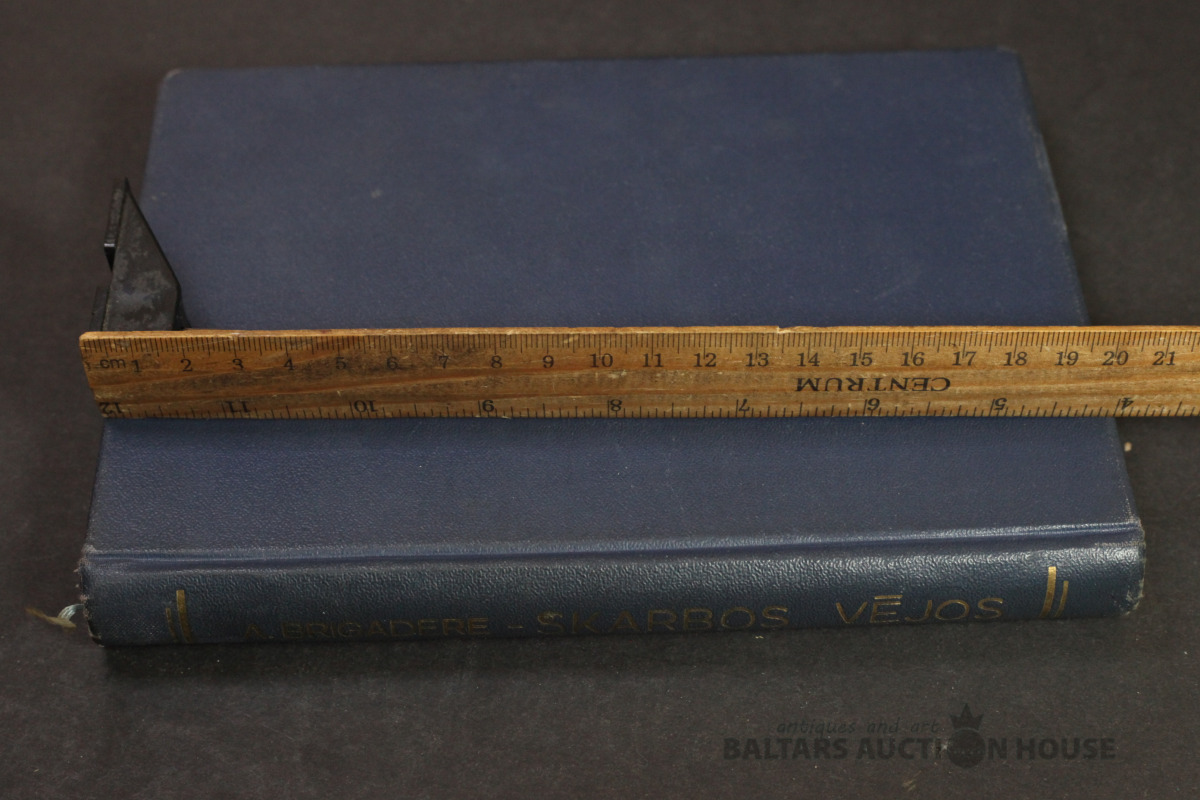 cm 1 2 3 4 5 6 7 8 9 10 11 12 13 14 15 16 17 18 19 20 21
CENTRUM
12 11 10 9 8 7 6 5 4
A. BRIGADERE - SKARBOS VĒJOS
antiques and art
BALTARS AUCTION HOUSE